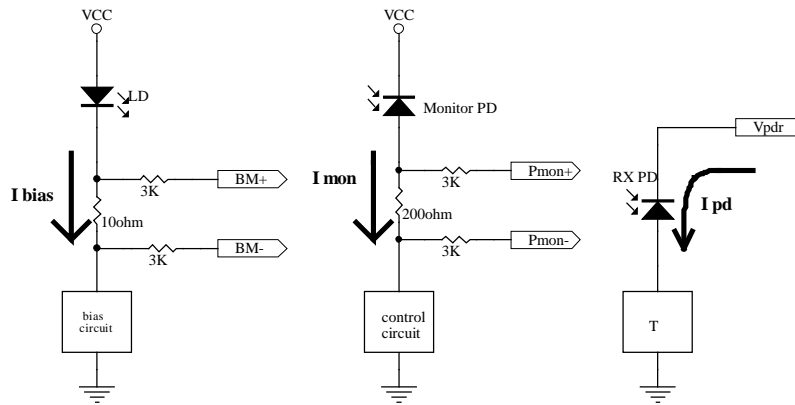 VCC
LD
I bias
3K
BM+
10ohm
3K
BM-
bias
circuit
VCC
Monitor PD
I mon
3K
Pmon+
200ohm
3K
Pmon-
control
circuit
Vpdr
RX PD
I pd
T